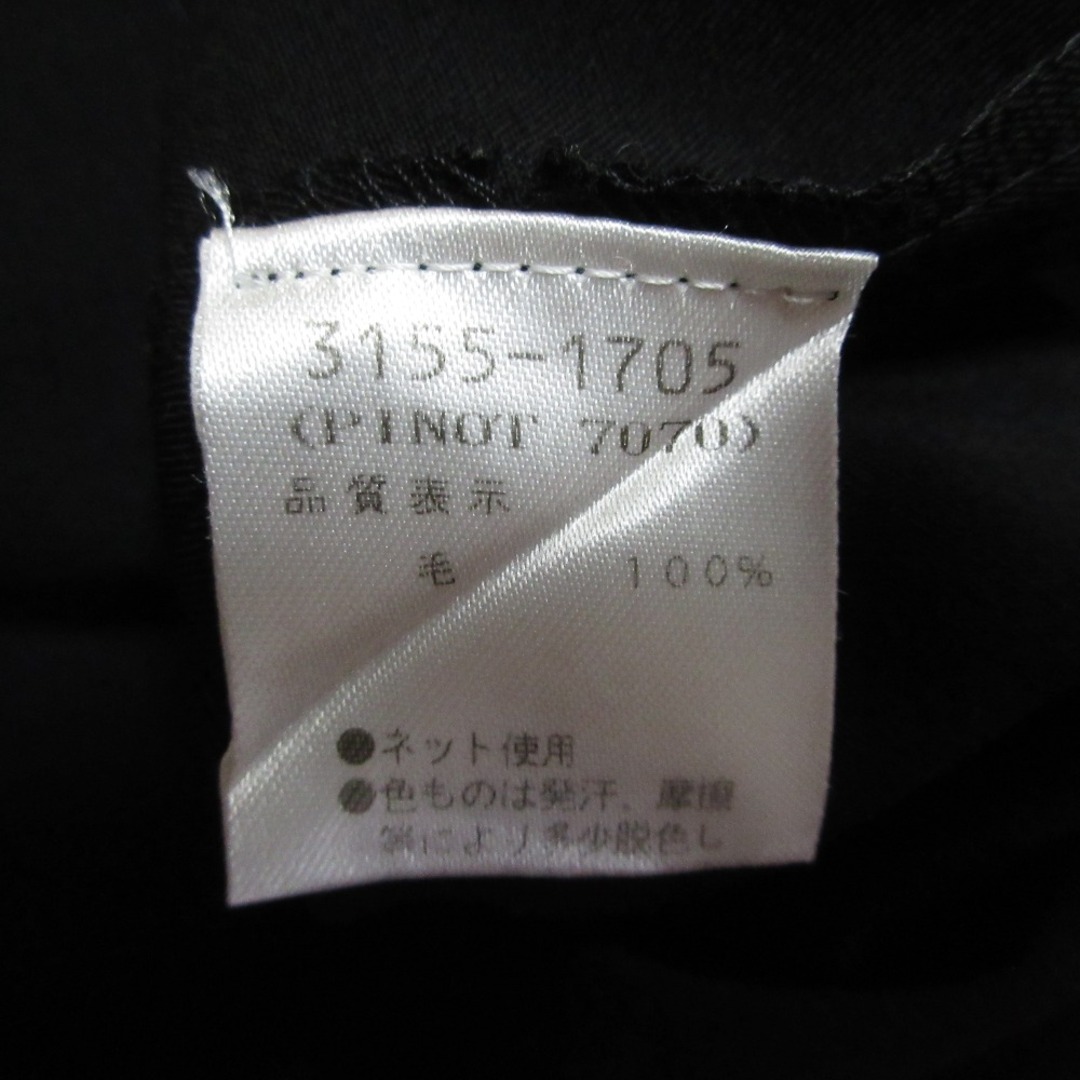 3155-1705
(PINOT 7070)
品質表示
毛 100%
●ネット使用
●色ものは発汗、摩擦
等により多少脱色し